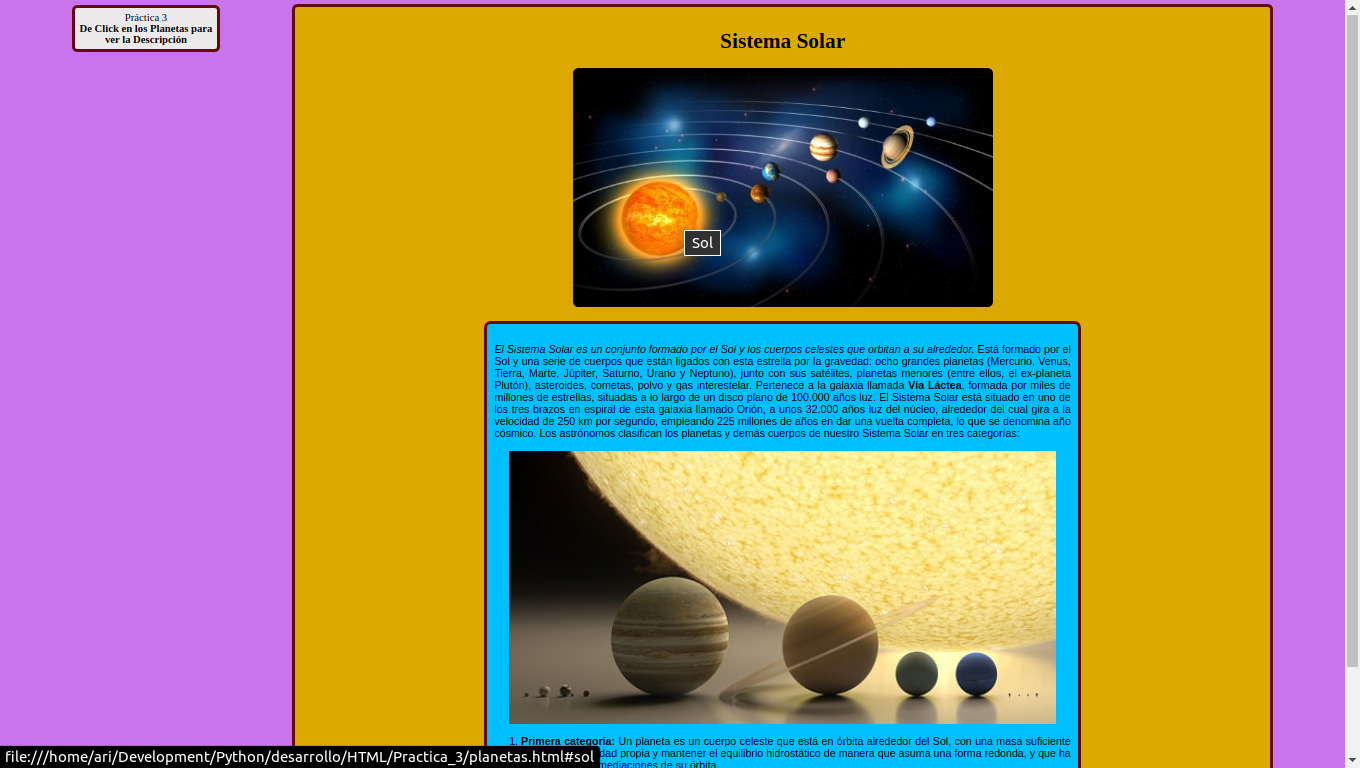 Práctica 3
De Click en los Planetas para
ver la Descripción
Sistema Solar
Sol
El Sistema Solar es un conjunto formado por el Sol y los cuerpos celestes que orbitan a su alrededor. Está formado por el
Sol y una serie de cuerpos que están ligados con esta estrella por la gravedad: ocho grandes planetas (Mercurio, Venus,
Tierra, Marte, Júpiter, Saturno, Urano y Neptuno), junto con sus satélites, planetas menores (entre ellos, el ex-planeta
Plutón), asteroides, cometas, polvo y gas interestelar. Pertenece a la galaxia llamada Vía Láctea, formada por miles de
millones de estrellas, situadas a lo largo de un disco plano de 100.000 años luz. El Sistema Solar está situado en uno de
los tres brazos en espiral de esta galaxia llamado Orión, a unos 32.000 años luz del núcleo, alrededor del cual gira a la
velocidad de 250 km por segundo, empleando 225 millones de años en dar una vuelta completa, lo que se denomina año
cósmico. Los astrónomos clasifican los planetas y demás cuerpos de nuestro Sistema Solar en tres categorías:
1. Primera categoría: Un planeta es un cuerpo celeste que está en órbita alrededor del Sol, con una masa suficiente
propia y mantener el equilibrio hidrostático de manera que asuma una forma redonda, y que ha
de su órbita.
file:///home/ari/Development/Python/desarrollo/HTML/Practica_3/planetas.html#sol